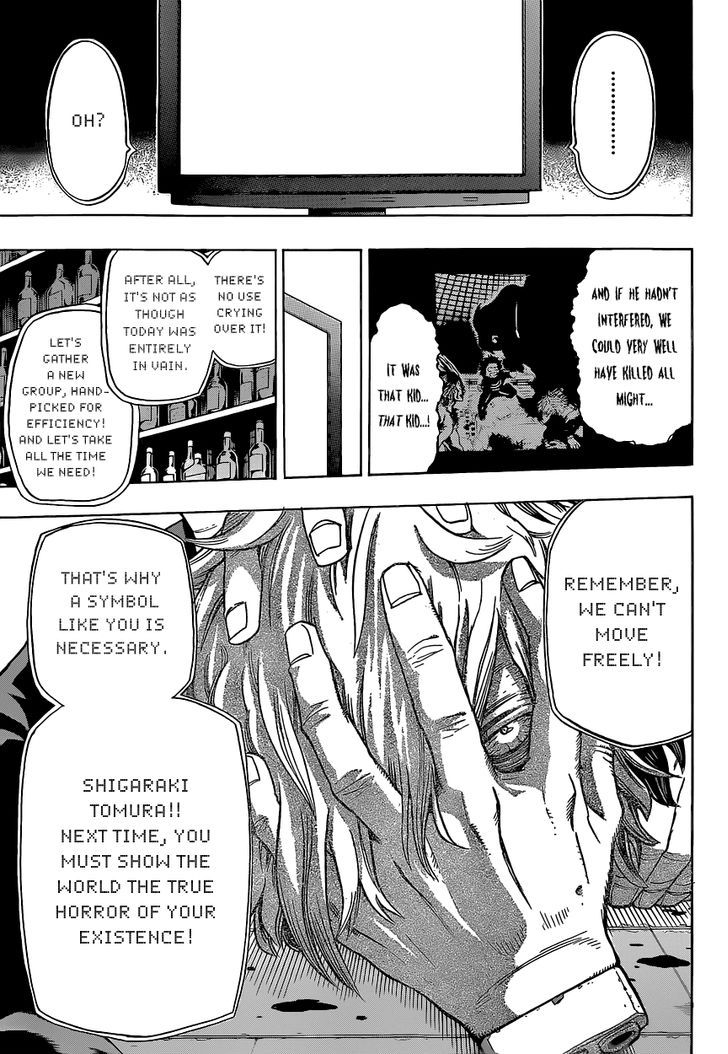 .........
OH?
AND IF HE HADN'T
INTERFERED, WE
COULD VERY WELL
HAVE KILLED ALL
MIGHT...
IT WAS
THAT KID...
THAT KID...!
THERE'S
NO USE
CRYING
OVER IT!
AFTER ALL,
IT'S NOT AS
THOUGH
TODAY WAS
ENTIRELY
IN VAIN.
LET'S
GATHER
A NEW
GROUP, HAND-
PICKED FOR
EFFICIENCY!
AND LET'S TAKE
ALL THE TIME
WE NEED!
REMEMBER,
WE CAN'T
MOVE
FREELY!
THAT'S WHY
A SYMBOL
LIKE YOU IS
NECESSARY.
SHIGARAKI
TOMURA!!
NEXT TIME, YOU
MUST SHOW THE
WORLD THE TRUE
HORROR OF YOUR
EXISTENCE!